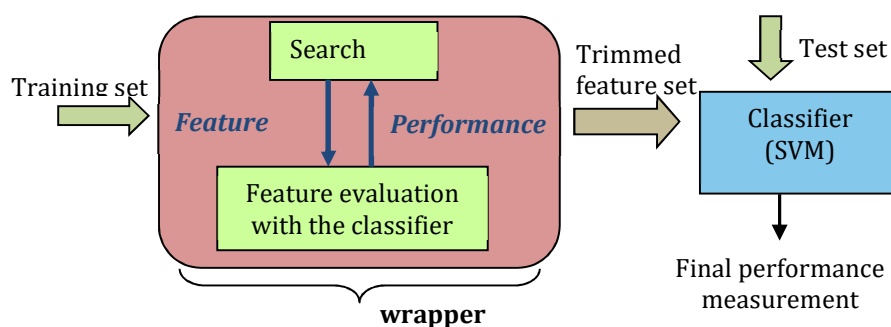 Training set
Search
Feature
Performance
Feature evaluation
with the classifier
wrapper
Trimmed
feature set
Test set
Classifier
(SVM)
Final performance
measurement